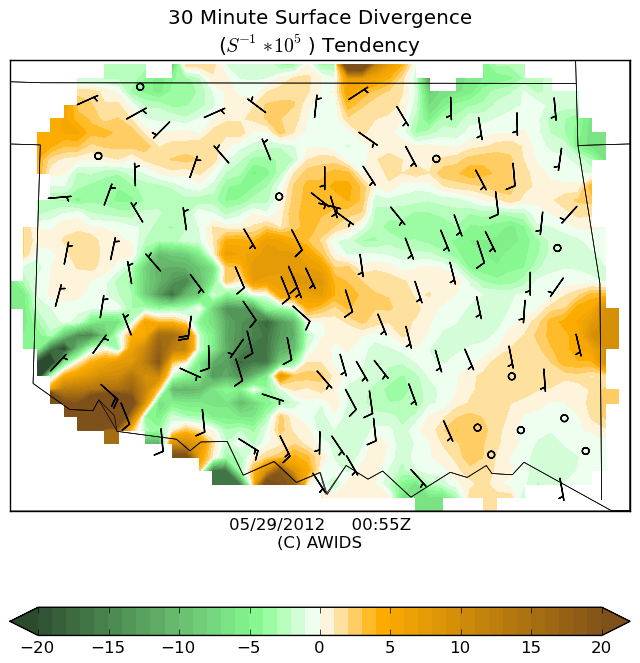 30 Minute Surface Divergence
(S⁻¹ *10⁵ ) Tendency
05/29/2012 00:55Z
(C) AWIDS
−20 −15 −10 −5 0 5 10 15 20